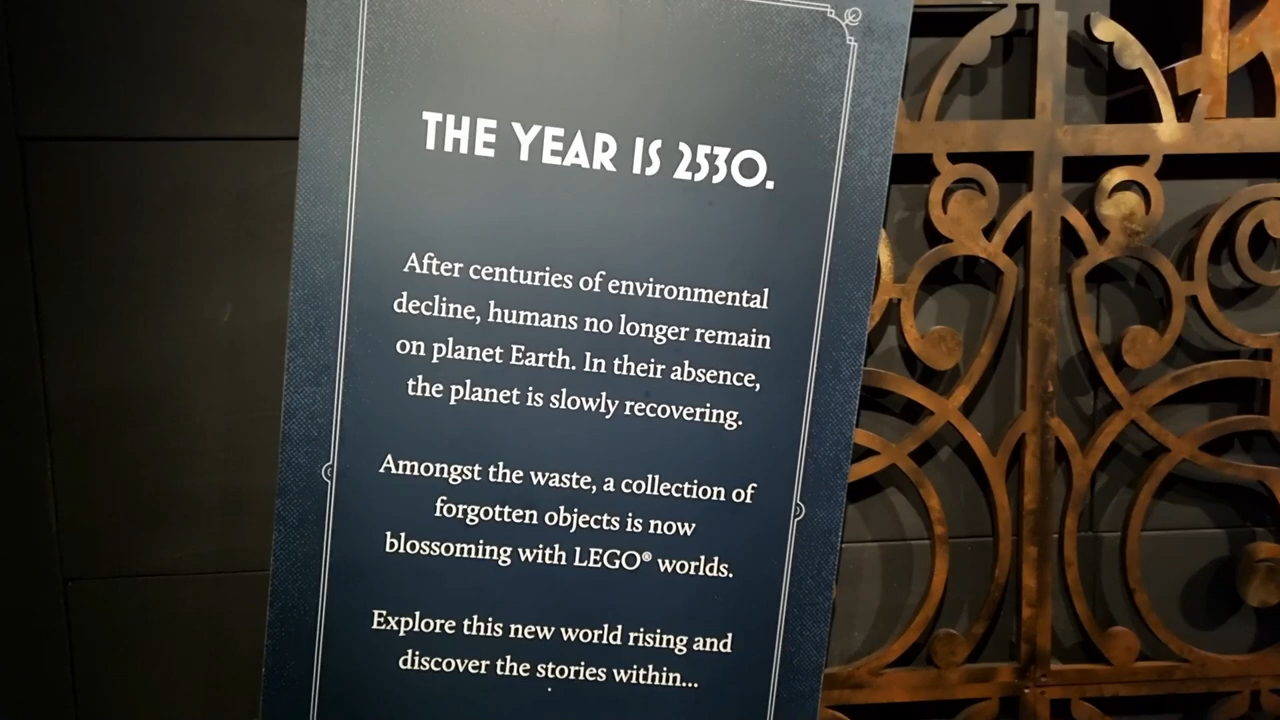 THE YEAR IS 2530.
After centuries of environmental
decline, humans no longer remain
on planet Earth. In their absence,
the planet is slowly recovering.
Amongst the waste, a collection of
forgotten objects is now
blossoming with LEGO® worlds.
Explore this new world rising and
discover the stories within...